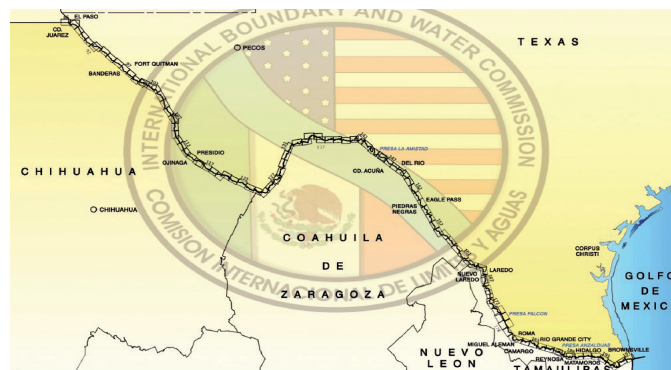 INTERNATIONAL BOUNDARY AND WATER COMMISSION
COMISION INTERNACIONAL DE LIMITES Y AGUAS
EL PASO
CD.
JUAREZ
PECOS
TEXAS
FORT QUITMAN
BANDERAS
PRESA LA AMISTAD
PRESIDIO
OJINAGA
DEL RIO
CD. ACUÑA
CHIHUAHUA
EAGLE PASS
PIEDRAS
NEGRAS
CHIHUAHUA
COAHUILA
DE
ZARAGOZA
CORPUS
CHRISTI
LAREDO
NUEVO
LAREDO
GOLFO
DE
MEXICO
PRESA FALCON
ROMA
RIO GRANDE CITY
MIGUEL ALEMAN
CAMARGO
PRESA ANZALDUAS
HIDALGO
BROWNSVILLE
NUEVO
LEON
REYNOSA
MATAMOROS
TAMAULIPAS